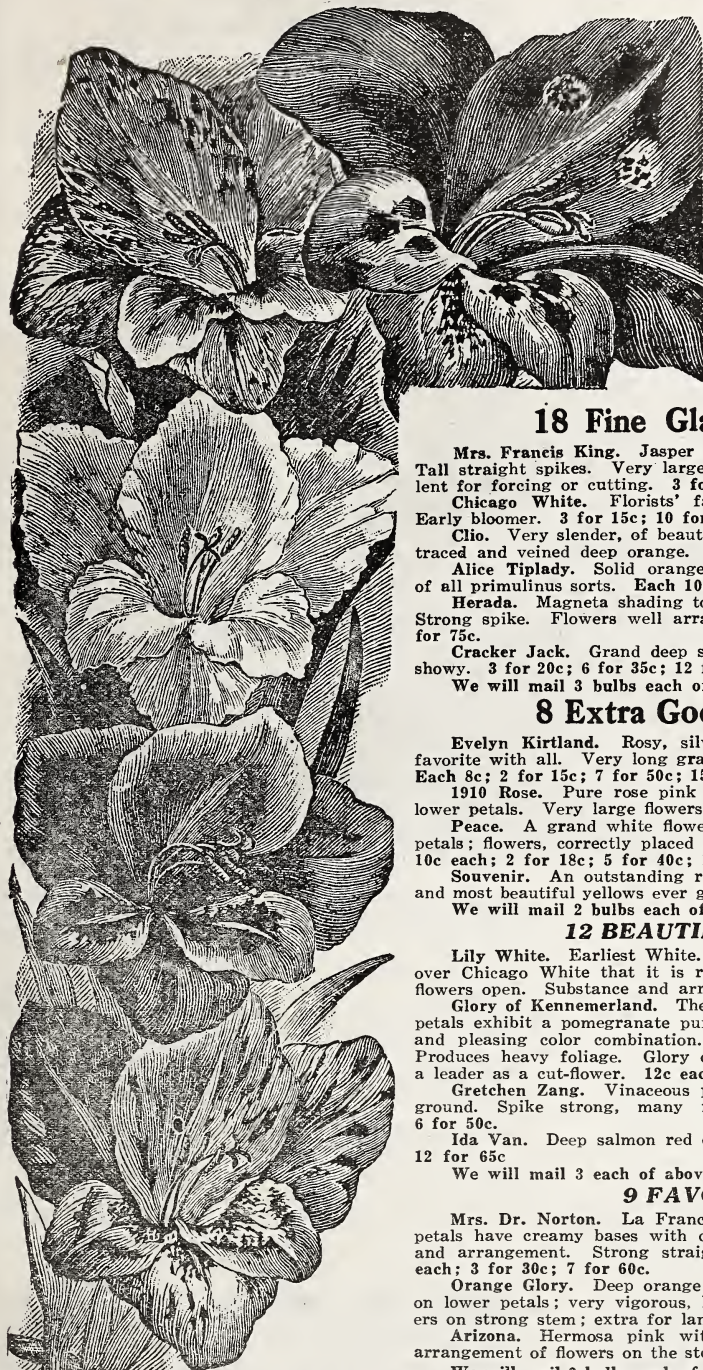 18 Fine Gla
Mrs. Francis King. Jasper
Tall straight spikes. Very large
lent for forcing or cutting. 3 fo
Chicago White. Florists' fa
Early bloomer. 3 for 15c; 10 for
Clio. Very slender, of beaut
traced and veined deep orange.
Alice Tiplady. Solid orange
of all primulinus sorts. Each 10
Herada. Magneta shading to
Strong spike. Flowers well arra
for 75c.
Cracker Jack. Grand deep s
showy. 3 for 20c; 6 for 35c; 12
We will mail 3 bulbs each o
8 Extra Goo
Evelyn Kirtland. Rosy, silv
favorite with all. Very long gra
Each 8c; 2 for 15c; 7 for 50c; 15
1910 Rose. Pure rose pink
lower petals. Very large flowers
Peace. A grand white flowe
petals; flowers, correctly placed
10c each; 2 for 18c; 5 for 40c;
Souvenir. An outstanding
and most beautiful yellows ever g
We will mail 2 bulbs each of
12 BEAUTI
Lily White. Earliest White.
over Chicago White that it is r
flowers open. Substance and arr
Glory of Kennemerland. The
petals exhibit a pomegranate pu
and pleasing color combination.
Produces heavy foliage. Glory
a leader as a cut-flower. 12c eac
Gretchen Zang. Vinaceous
ground. Spike strong, many
6 for 50c.
Ida Van. Deep salmon red
12 for 65c
We will mail 3 each of above
9 FAVO
Mrs. Dr. Norton. La Franc
petals have creamy bases with
and arrangement. Strong straig
each; 3 for 30c; 7 for 60c.
Orange Glory. Deep orange
on lower petals; very vigorous,
ers on strong stem; extra for lar
Arizona. Hermosa pink wit
arrangement of flowers on the ste